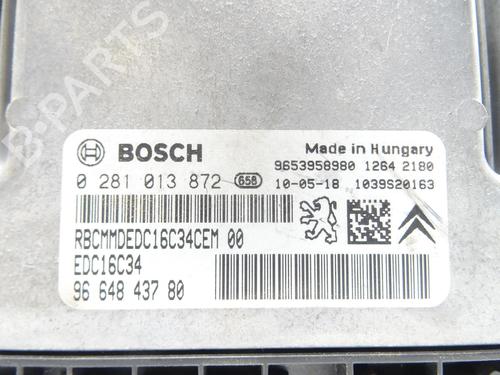 B-PARTS
BOSCH
Made in Hungary
0 281 013 872 658
9653958980 1264 2180
10-05-18 1039S20163
RBCMMDEDC16C34CEM 00
EDC16C34
96 648 437 80